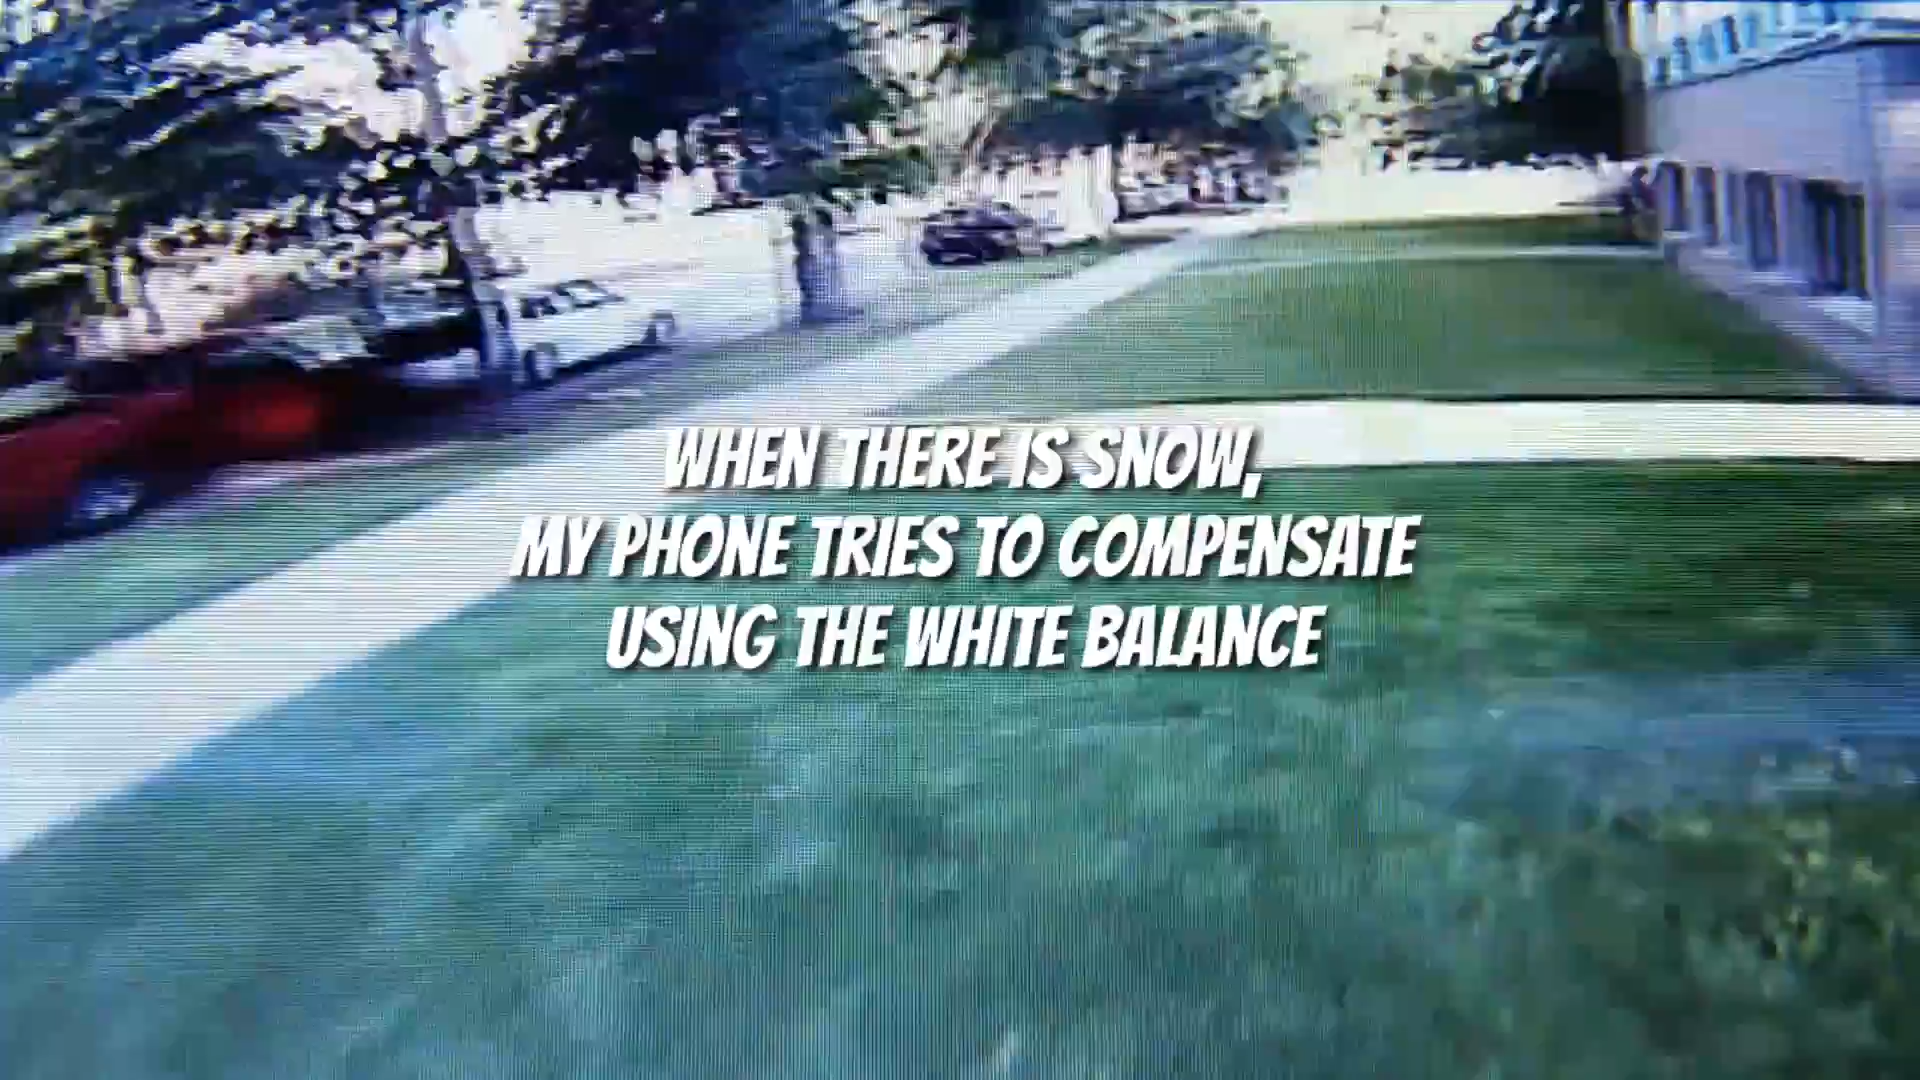 WHEN THERE IS SNOW,
MY PHONE TRIES TO COMPENSATE
USING THE WHITE BALANCE